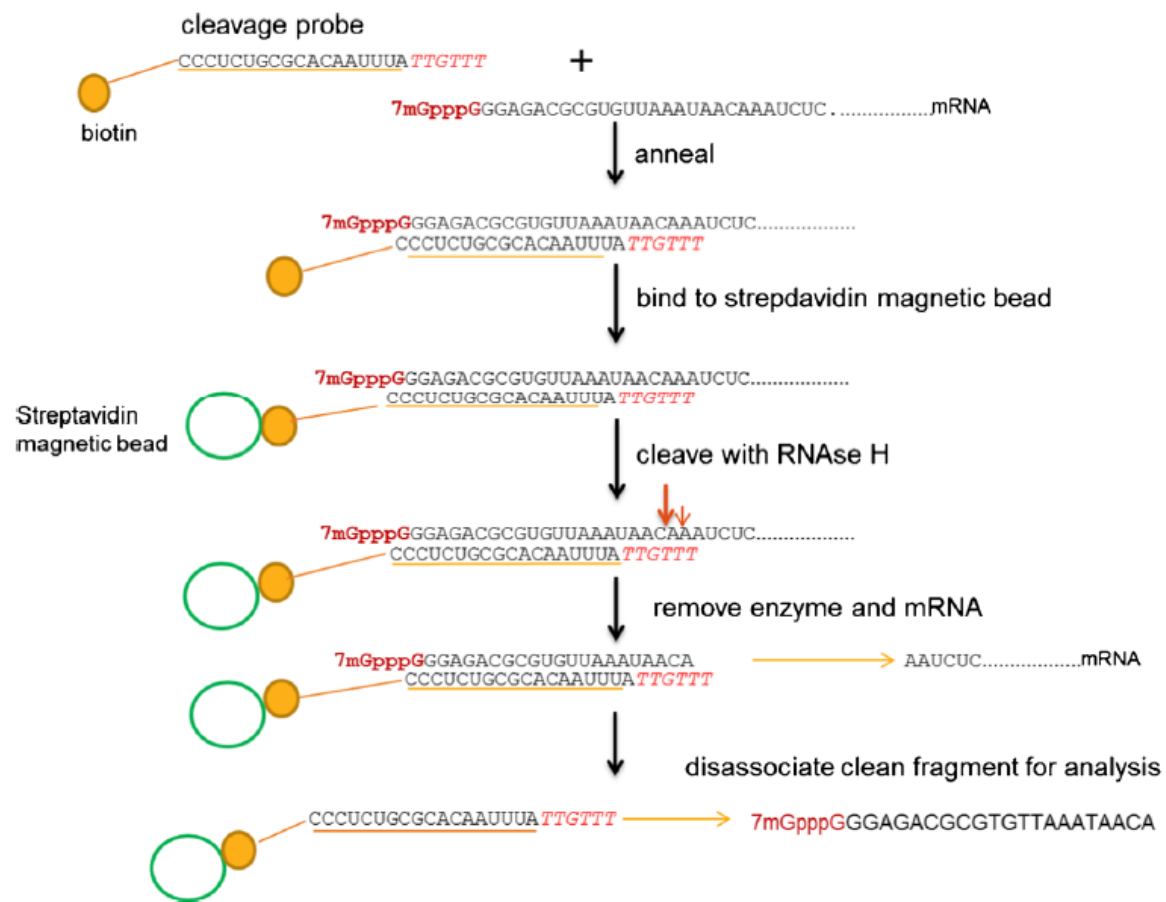 cleavage probe
CCCUCUGCGCACAAUUUATTGTTT
+
biotin
7mGpppGGGAGACGCGUGUUAAAUAACAAAUCUC...................mRNA
anneal
7mGpppGGGAGACGCGUGUUAAAUAACAAAUCUC.................
CCCUCUGCGCACAAUUUATTGTTT
bind to strepdavidin magnetic bead
7mGpppGGGAGACGCGUGUUAAAUAACAAAUCUC.................
CCCUCUGCGCACAAUUUATTGTTT
Streptavidin
magnetic bead
cleave with RNAse H
7mGpppGGGAGACGCGUGUUAAAUAACAAAUCUC.................
CCCUCUGCGCACAAUUUATTGTTT
remove enzyme and mRNA
7mGpppGGGAGACGCGUGUUAAAUAACA
AAUCUC.................mRNA
CCCUCUGCGCACAAUUUATTGTTT
disassociate clean fragment for analysis
CCCUCUGCGCACAAUUUATTGTTT
7mGpppGGGAGACGCGTGTTAAATAACA